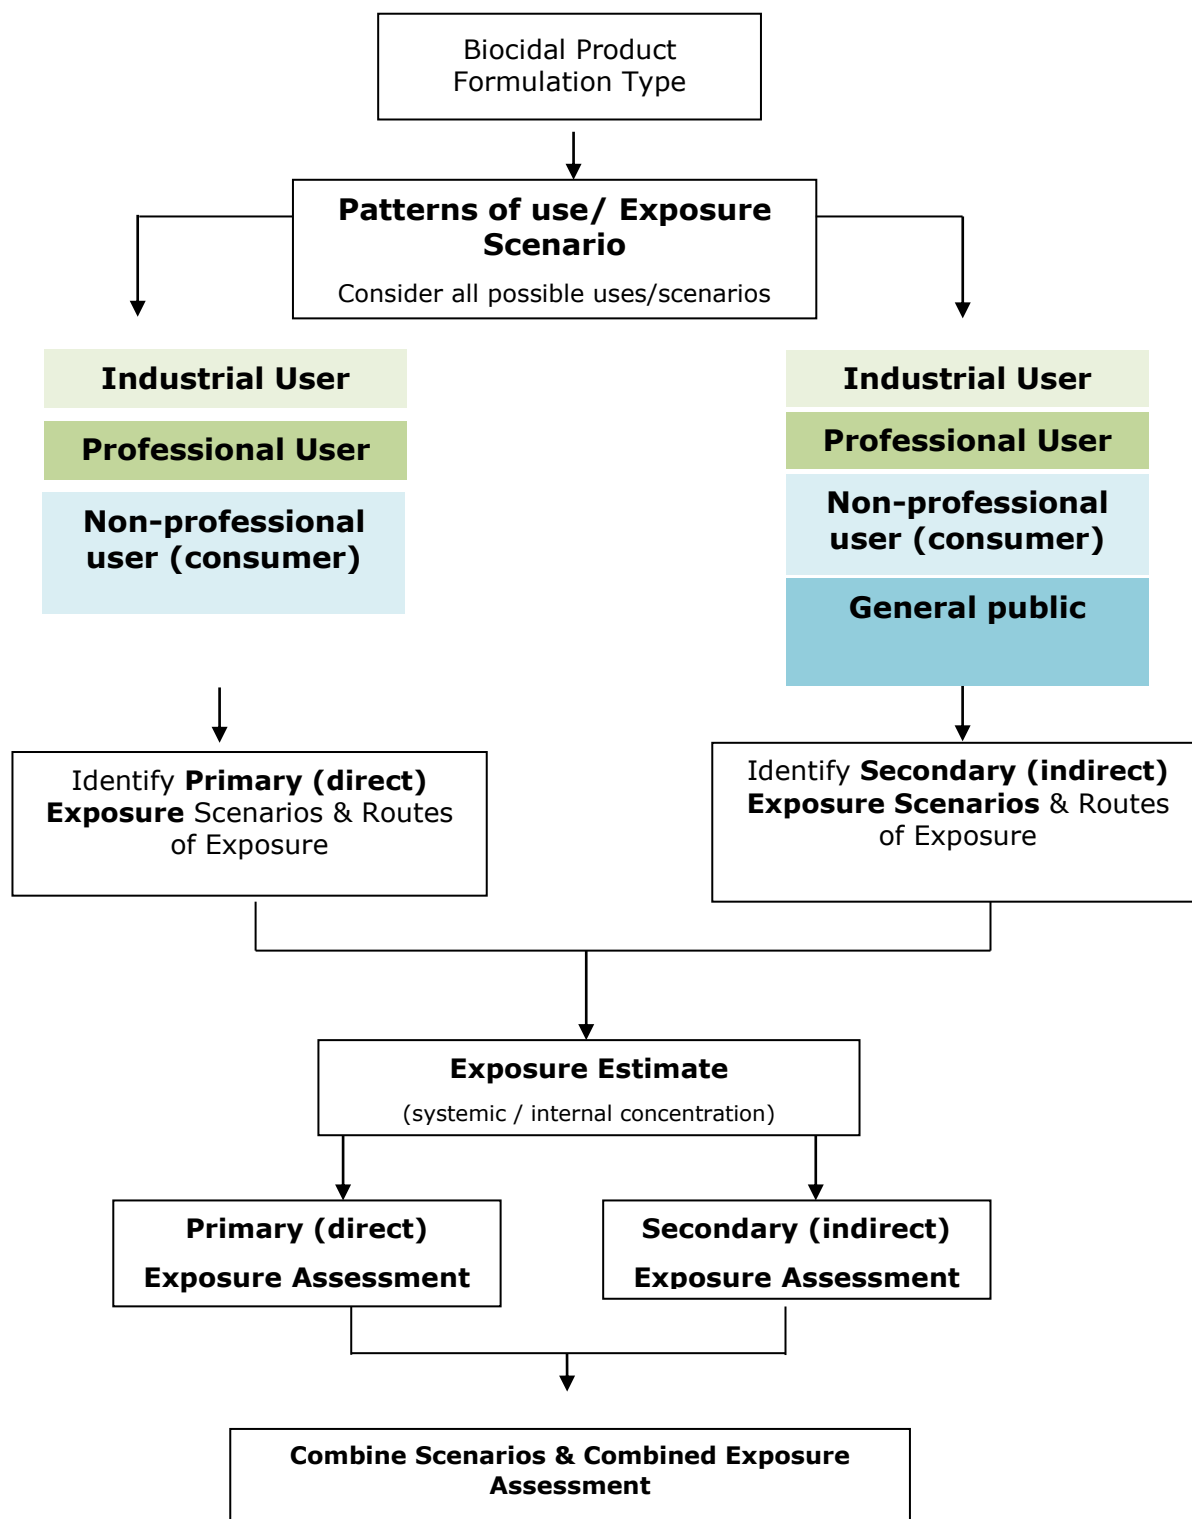 Biocidal Product
Formulation Type
Patterns of use/ Exposure
Scenario
Consider all possible uses/scenarios
Industrial User
Professional User
Non-professional
user (consumer)
Industrial User
Professional User
Non-professional
user (consumer)
General public
Identify Primary (direct)
Exposure Scenarios & Routes
of Exposure
Identify Secondary (indirect)
Exposure Scenarios & Routes
of Exposure
Exposure Estimate
(systemic / internal concentration)
Primary (direct)
Exposure Assessment
Secondary (indirect)
Exposure Assessment
Combine Scenarios & Combined Exposure
Assessment